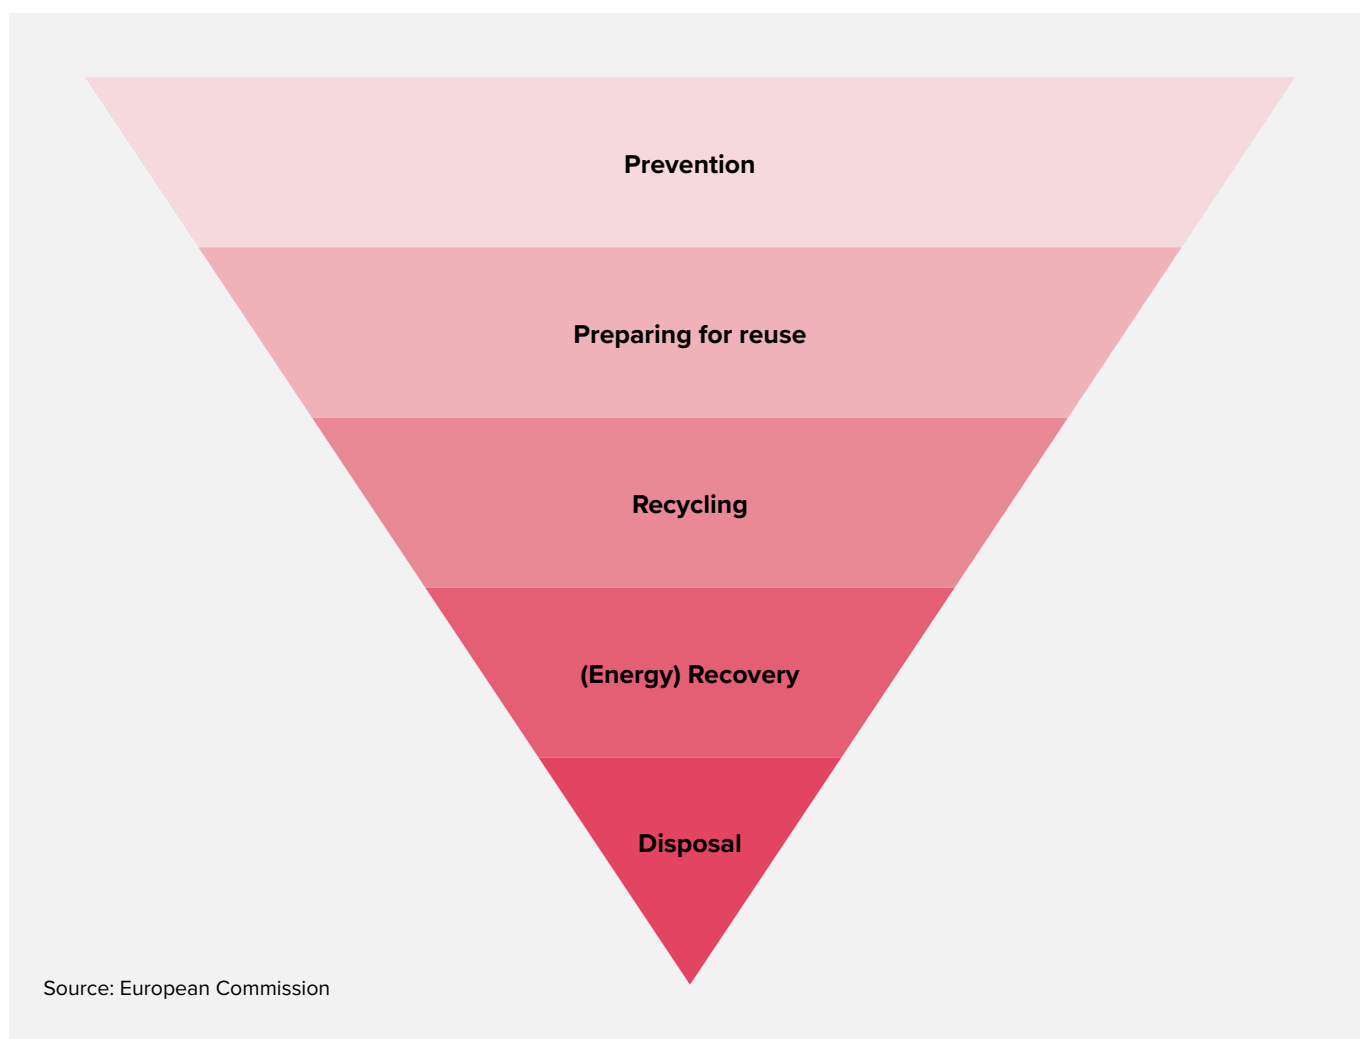 Prevention
Preparing for reuse
Recycling
(Energy) Recovery
Disposal
Source: European Commission